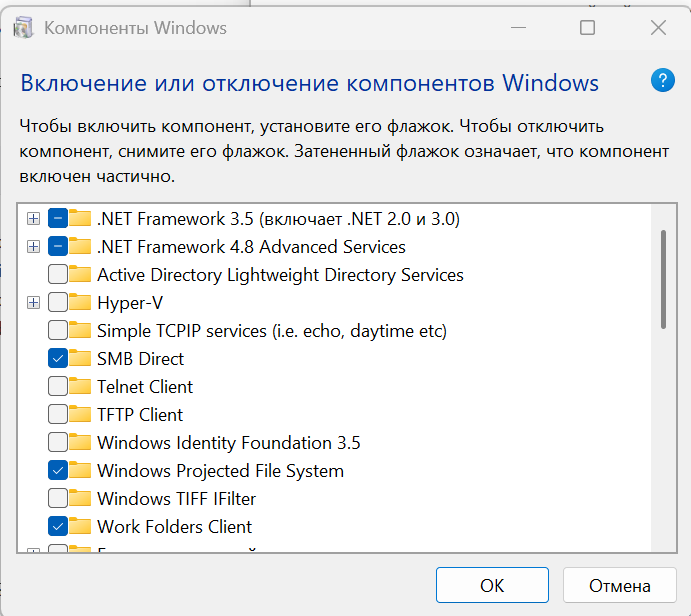 Компоненты Windows
Включение или отключение компонентов Windows
?
Чтобы включить компонент, установите его флажок. Чтобы отключить
компонент, снимите его флажок. Затененный флажок означает, что компонент
включен частично.
.NET Framework 3.5 (включает .NET 2.0 и 3.0)
.NET Framework 4.8 Advanced Services
Active Directory Lightweight Directory Services
Hyper-V
Simple TCPIP services (i.e. echo, daytime etc)
SMB Direct
Telnet Client
TFTP Client
Windows Identity Foundation 3.5
Windows Projected File System
Windows TIFF IFilter
Work Folders Client
ОК
Отмена